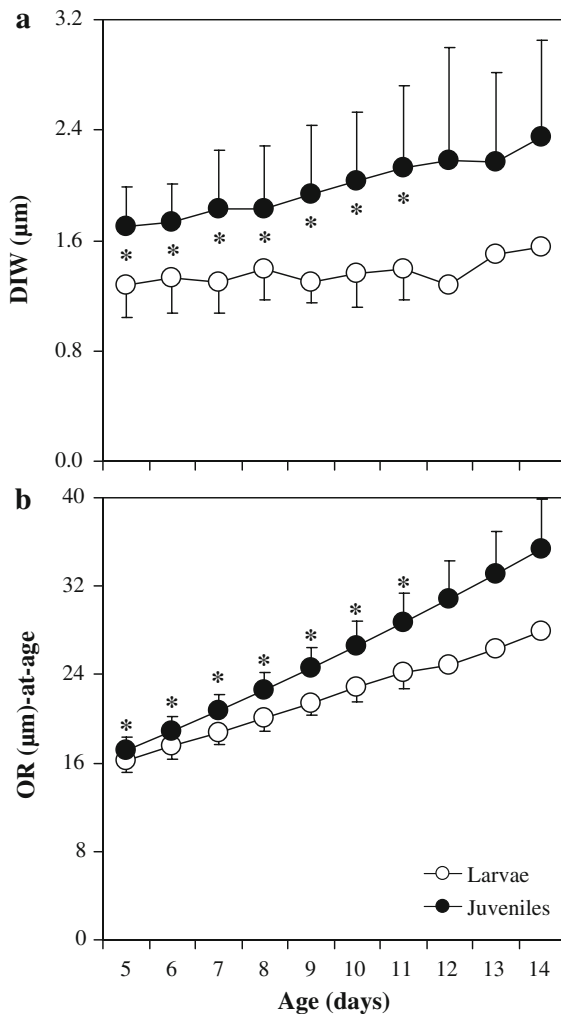 a
3.2
2.4
1.6
0.8
0.0
DIW (µm)
* * * * * * *
b
40
32
24
16
8
0
OR (µm)-at-age
* * * * * * *
Larvae
Juveniles
5 6 7 8 9 10 11 12 13 14
Age (days)